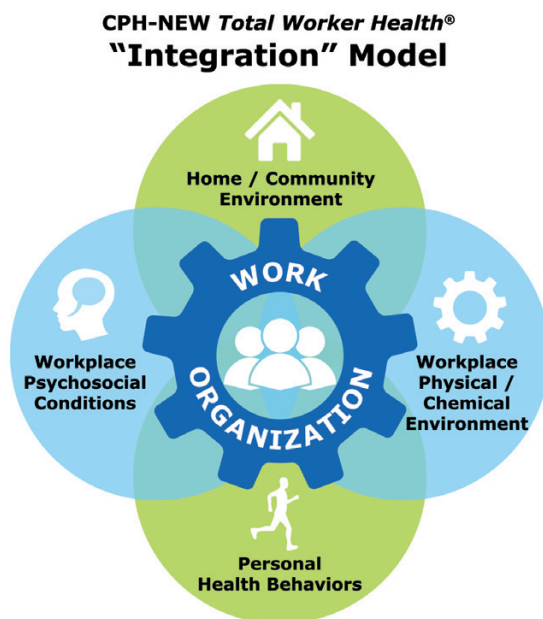 CPH-NEW Total Worker Health®
“Integration” Model
Home / Community
Environment
WORK
ORGANIZATION
Workplace
Psychosocial
Conditions
Workplace
Physical /
Chemical
Environment
Personal
Health Behaviors